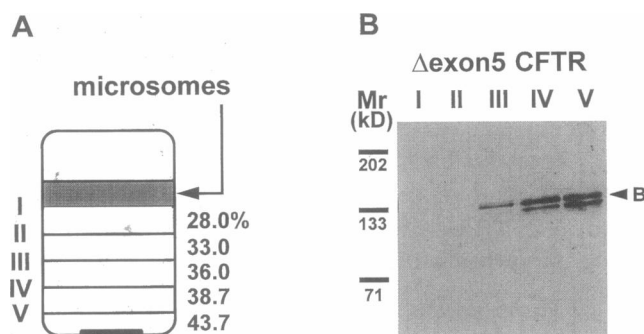 A
microsomes
I
II
III
IV
V
28.0%
33.0
36.0
38.7
43.7
B
Δexon5 CFTR
Mr
(kD)
I II III IV V
202
133
71
B